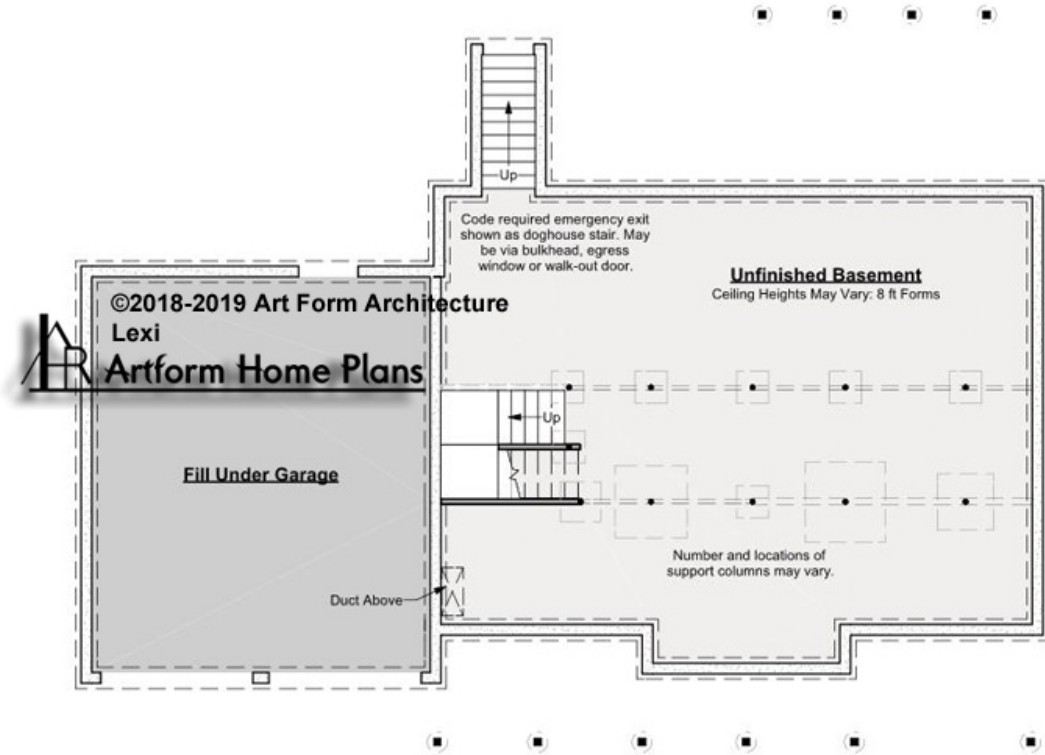 Up
Code required emergency exit
shown as doghouse stair. May
be via bulkhead, egress
window or walk-out door.
Unfinished Basement
Ceiling Heights May Vary: 8 ft Forms
©2018-2019 Art Form Architecture
Lexi
Artform Home Plans
Up
Fill Under Garage
Number and locations of
support columns may vary.
Duct Above